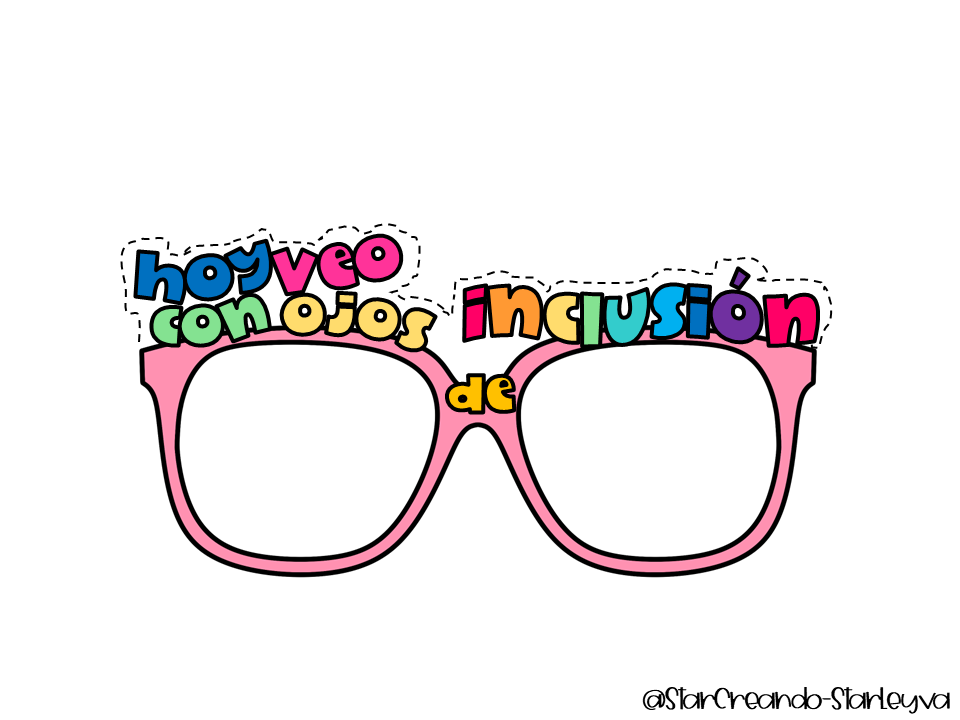 hoy veo
con ojos
de
inclusión
@StarCreando-StarLeyva